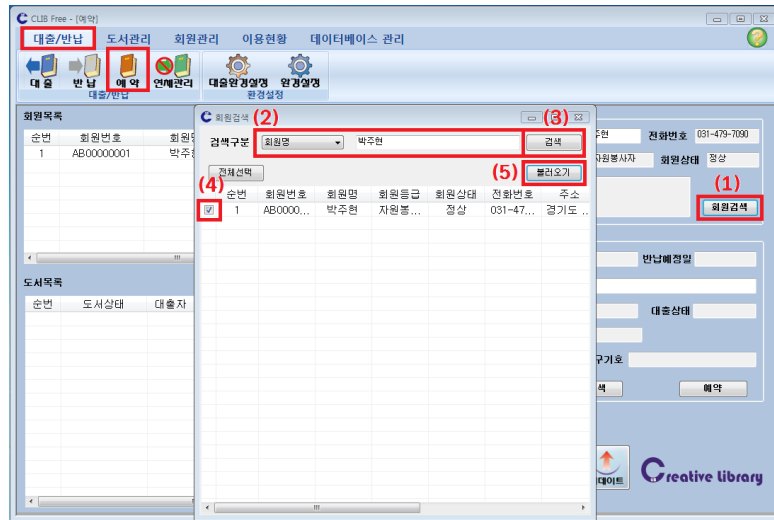 CLIB Free - [예약]
대출/반납 도서관리 회원관리 이용현황 데이터베이스 관리
대 출 반 납 예 약 연체관리 대출환경설정 환경설정
대출/반납 환경설정
회원목록
순번 회원번호
1 AB00000001
도서목록
순번 도서상태 대출자
회원검색 (2) (3)
검색구분 회원명 박주현 검색
전체선택 (5) 불러오기
(4)
순번 회원번호 회원명 회원등급 회원상태 전화번호 주소
1 AB0000... 박주현 자원봉... 정상 031-47... 경기도 ..
전화번호 031-479-7090
자원봉사자 회원상태 정상
(1)
회원검색
반납예정일
대출상태
구기호
색 예약
데이트
Creative Library